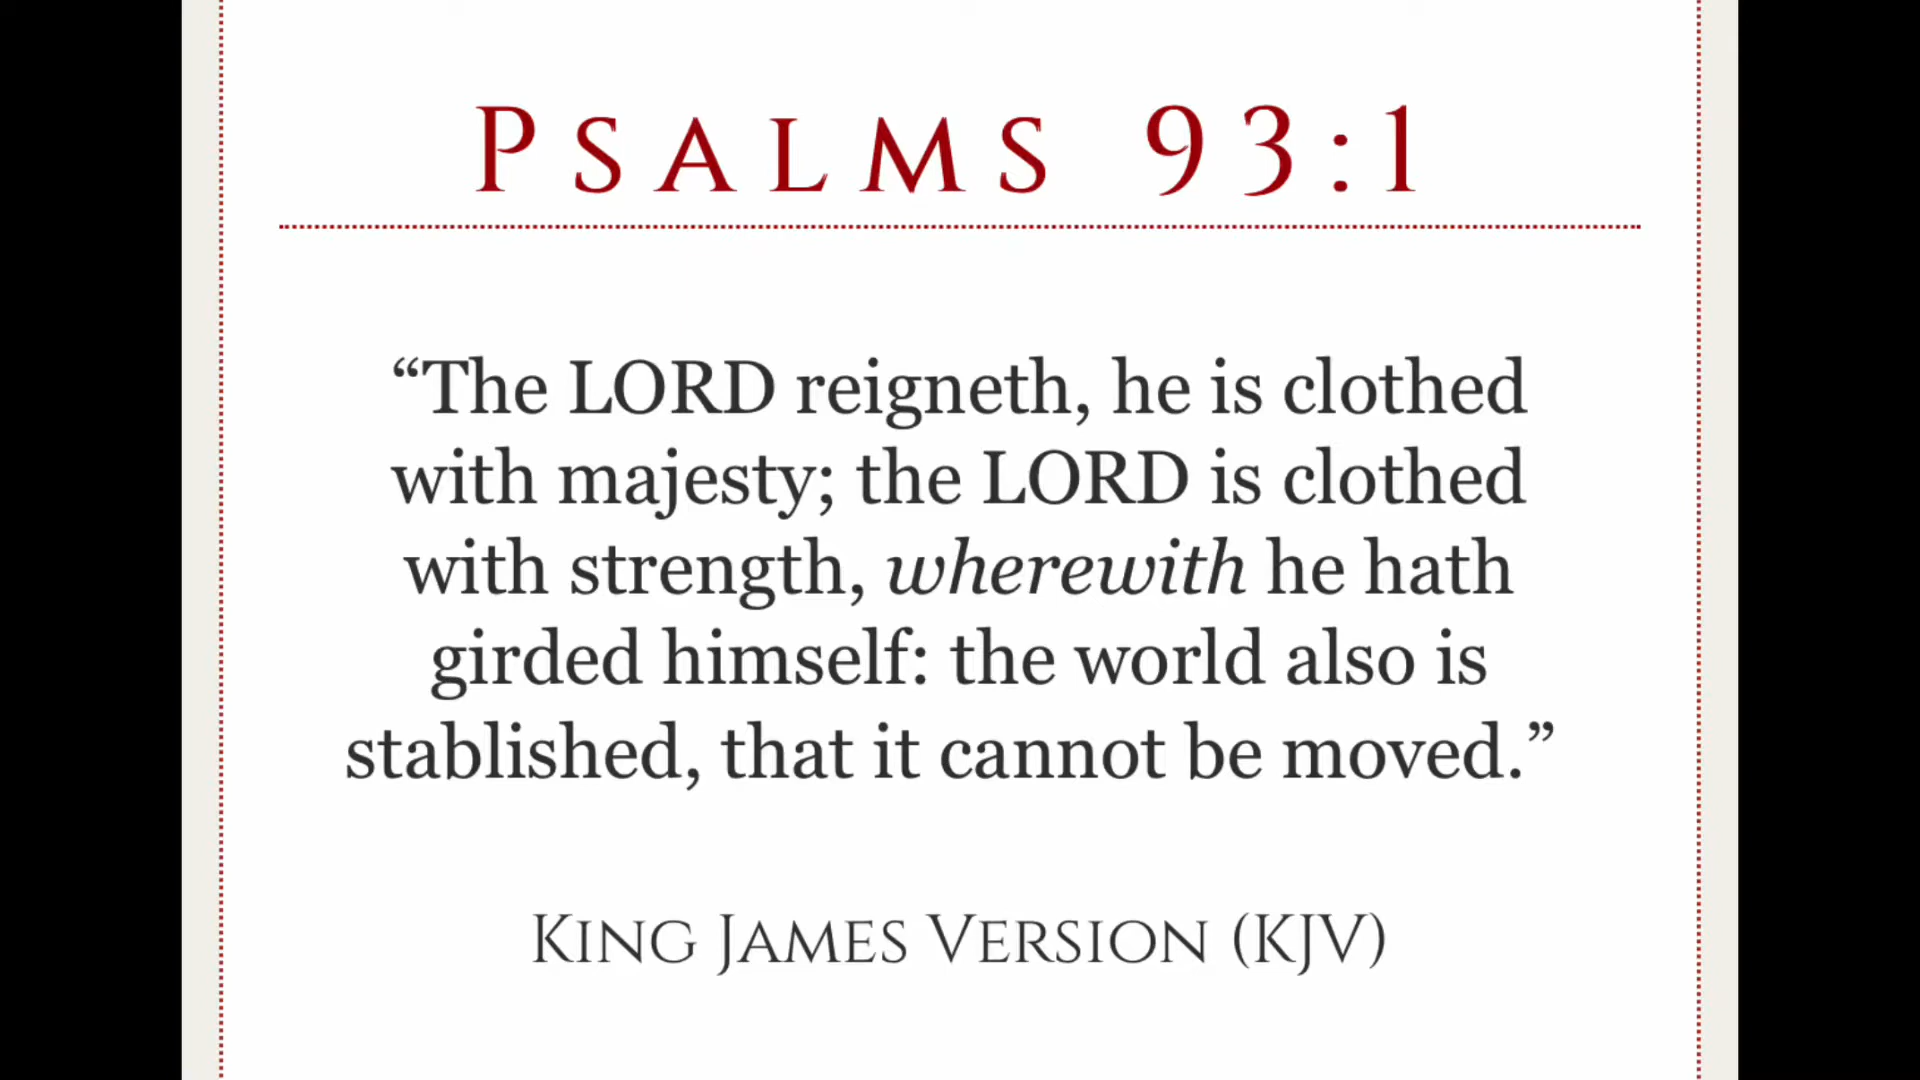 PSALMS 93:1
“The LORD reigneth, he is clothed
with majesty; the LORD is clothed
with strength, wherewith he hath
girded himself: the world also is
stablished, that it cannot be moved.”
KING JAMES VERSION (KJV)